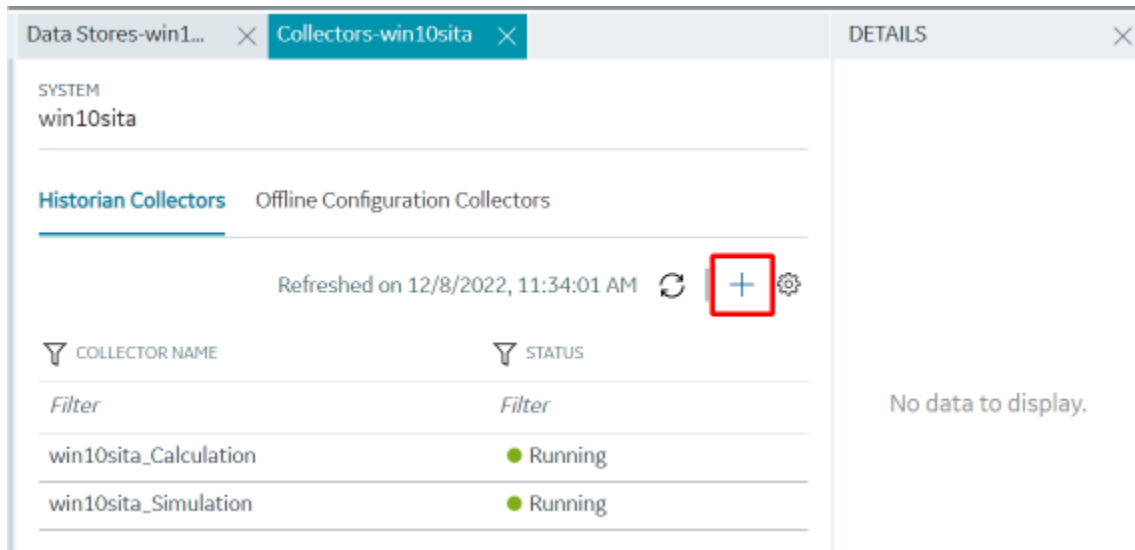 Data Stores-win1...
Collectors-win10sita
DETAILS
SYSTEM
win10sita
Historian Collectors
Offline Configuration Collectors
Refreshed on 12/8/2022, 11:34:01 AM
COLLECTOR NAME
STATUS
Filter
Filter
win10sita_Calculation
Running
win10sita_Simulation
Running
No data to display.